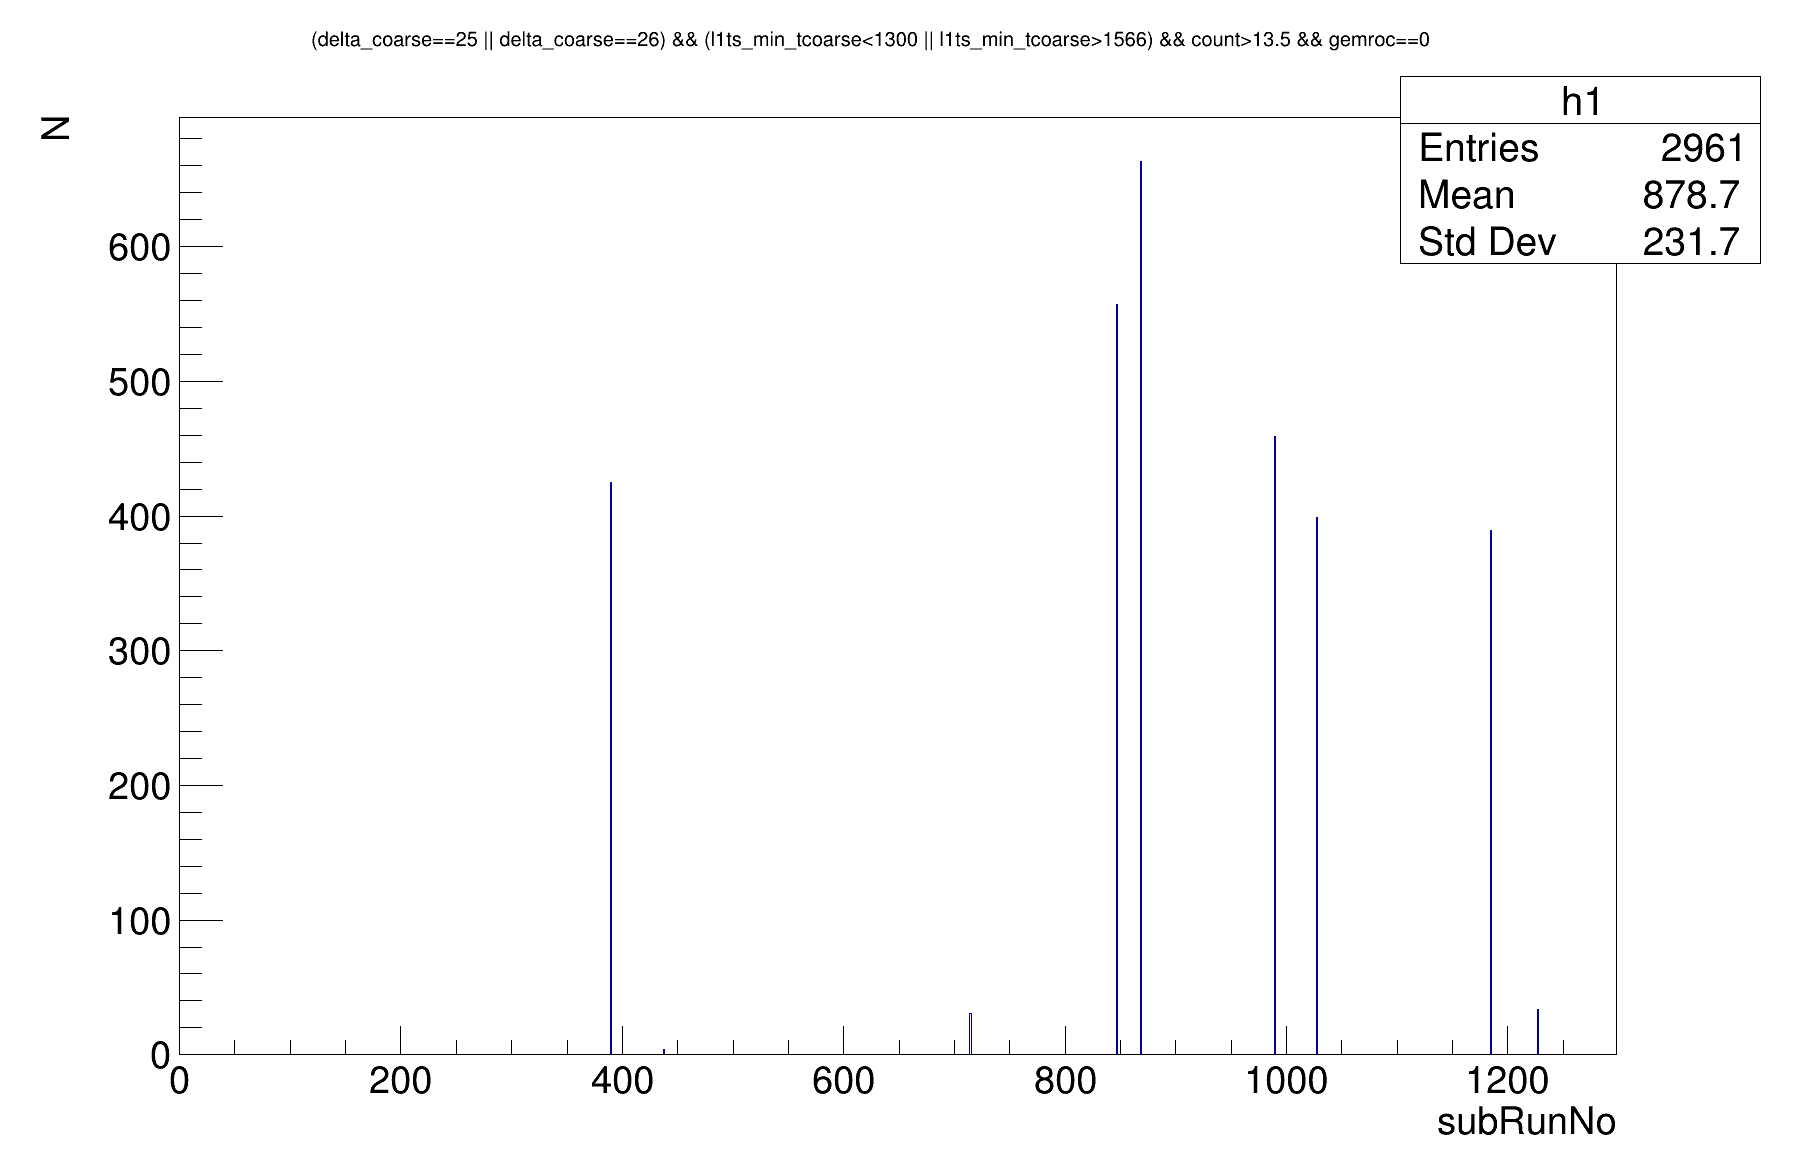 (delta_coarse==25 || delta_coarse==26) && (l1ts_min_tcoarse<1300 || l1ts_min_tcoarse>1566) && count>13.5 && gemroc==0
N
h1
Entries 2961
Mean 878.7
Std Dev 231.7
600
500
400
300
200
100
0
0 200 400 600 800 1000 1200
subRunNo